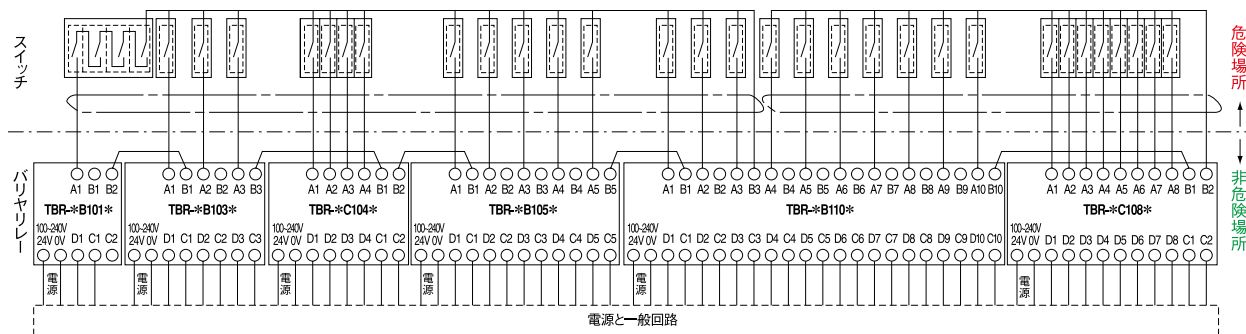 スイッチ
危険場所
非危険場所
バリヤリレー
A1 B1 B2
TBR-*B101*
100-240V
24V 0V D1 C1 C2
電源
A1 B1 A2 B2 A3 B3
TBR-*B103*
100-240V
24V 0V D1 C1 D2 C2 D3 C3
電源
A1 A2 A3 A4 B1 B2
TBR-*C104*
100-240V
24V 0V D1 D2 D3 D4 C1 C2
電源
A1 B1 A2 B2 A3 B3 A4 B4 A5 B5
TBR-*B105*
100-240V
24V 0V D1 C1 D2 C2 D3 C3 D4 C4 D5 C5
電源
A1 B1 A2 B2 A3 B3 A4 B4 A5 B5 A6 B6 A7 B7 A8 B8 A9 B9 A10 B10
TBR-*B110*
100-240V
24V 0V D1 C1 D2 C2 D3 C3 D4 C4 D5 C5 D6 C6 D7 C7 D8 C8 D9 C9 D10 C10
電源
A1 A2 A3 A4 A5 A6 A7 A8 B1 B2
TBR-*C108*
100-240V
24V 0V D1 D2 D3 D4 D5 D6 D7 D8 C1 C2
電源
電源と一般回路